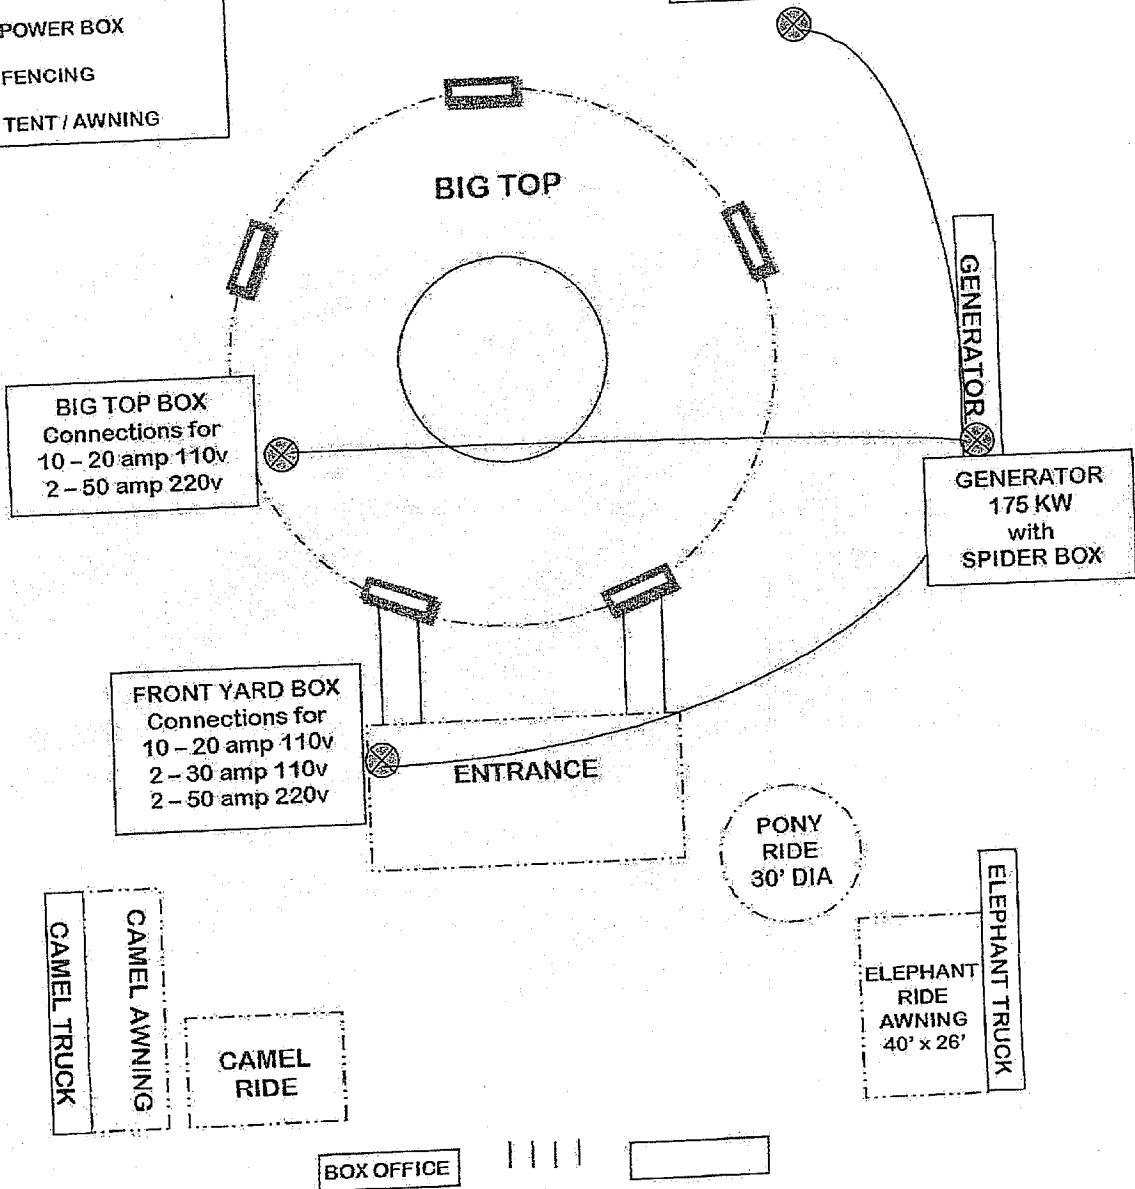 POWER BOX
FENCING
TENT / AWNING
BIG TOP
GENERATOR
BIG TOP BOX
Connections for
10 – 20 amp 110v
2 – 50 amp 220v
GENERATOR
175 KW
with
SPIDER BOX
FRONT YARD BOX
Connections for
10 – 20 amp 110v
2 – 30 amp 110v
2 – 50 amp 220v
ENTRANCE
PONY
RIDE
30' DIA
CAMEL TRUCK
CAMEL AWNING
CAMEL
RIDE
ELEPHANT
RIDE
AWNING
40' x 26'
ELEPHANT TRUCK
BOX OFFICE